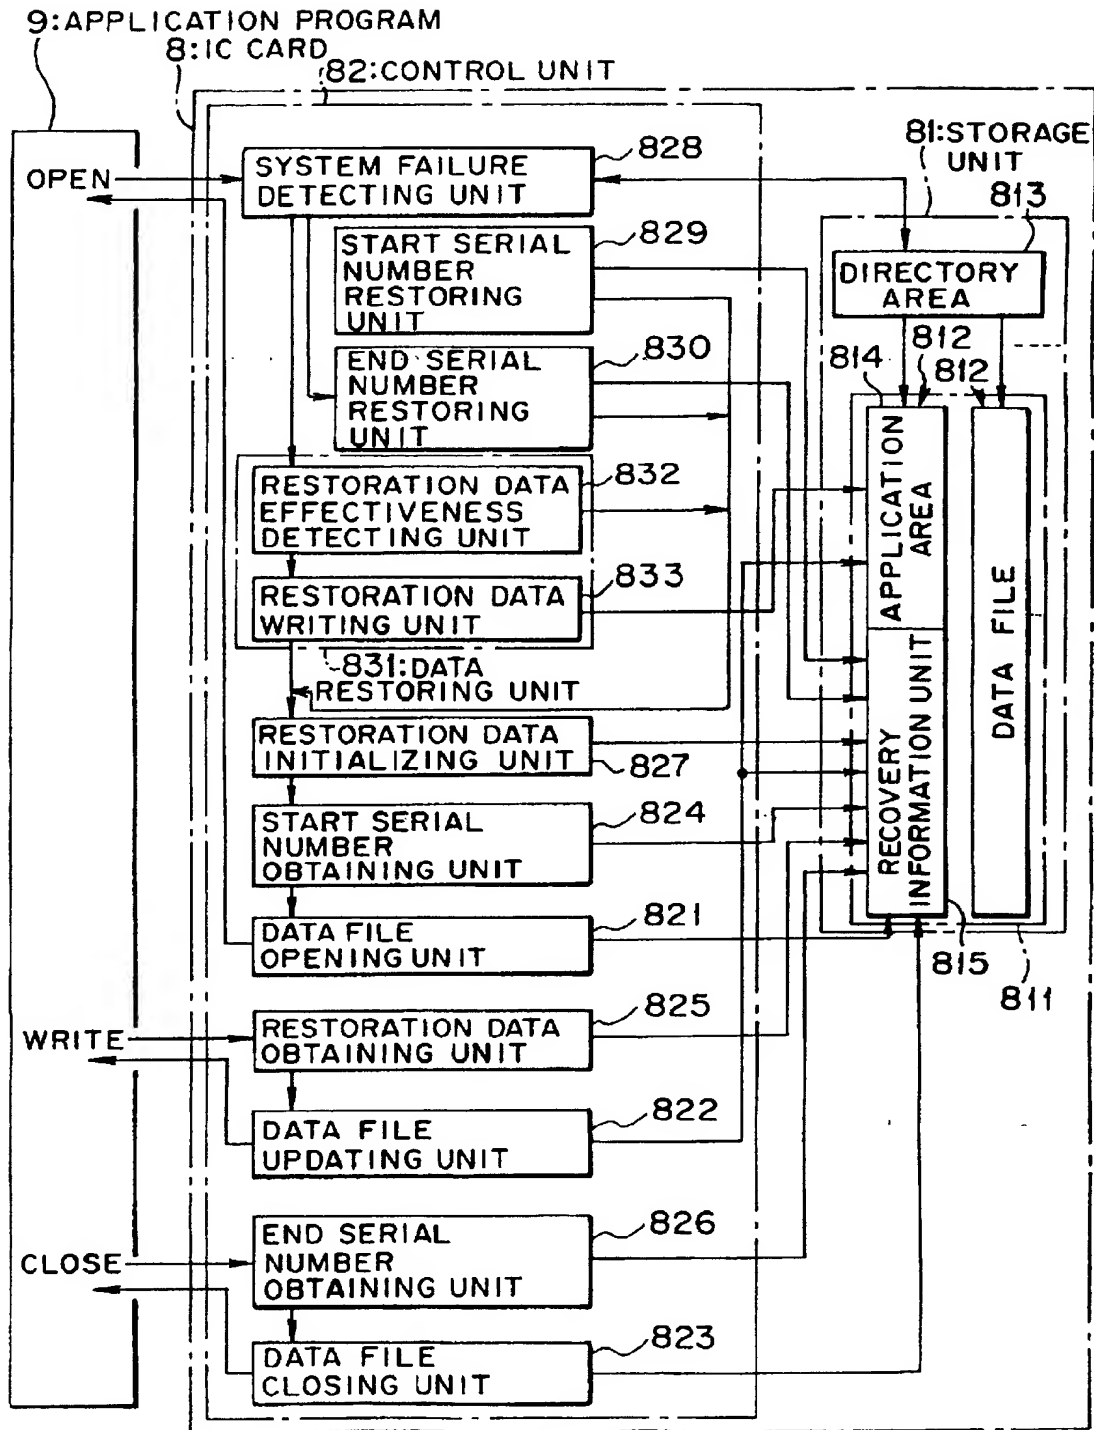 9:APPLICATION PROGRAM
8:IC CARD
82:CONTROL UNIT
81:STORAGE
UNIT
OPEN
SYSTEM FAILURE
DETECTING UNIT
828
813
START SERIAL
NUMBER
RESTORING
UNIT
829
DIRECTORY
AREA
END SERIAL
NUMBER
RESTORING
UNIT
830
814
812
812
RESTORATION DATA
EFFECTIVENESS
DETECTING UNIT
832
APPLICATION
AREA
RESTORATION DATA
WRITING UNIT
833
831:DATA
RESTORING UNIT
DATA FILE
RESTORATION DATA
INITIALIZING UNIT
827
RECOVERY
INFORMATION UNIT
START SERIAL
NUMBER
OBTAINING UNIT
824
DATA FILE
OPENING UNIT
821
815
811
WRITE
RESTORATION DATA
OBTAINING UNIT
825
DATA FILE
UPDATING UNIT
822
CLOSE
END SERIAL
NUMBER
OBTAINING UNIT
826
DATA FILE
CLOSING UNIT
823